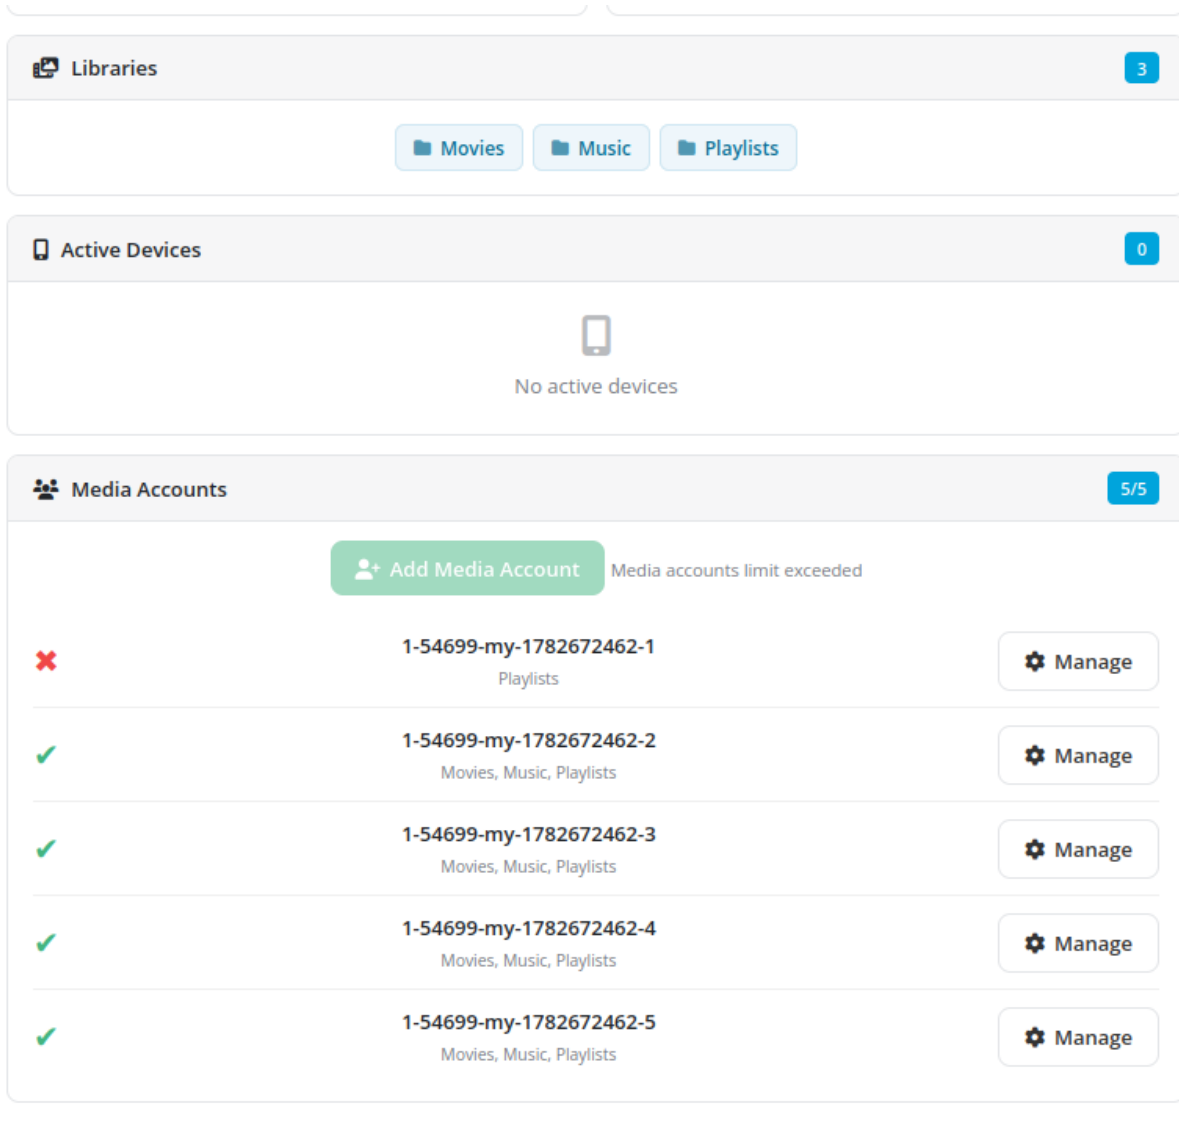 Libraries 3
Movies Music Playlists
Active Devices 0
No active devices
Media Accounts 5/5
Add Media Account Media accounts limit exceeded
1-54699-my-1782672462-1
Playlists
Manage
1-54699-my-1782672462-2
Movies, Music, Playlists
Manage
1-54699-my-1782672462-3
Movies, Music, Playlists
Manage
1-54699-my-1782672462-4
Movies, Music, Playlists
Manage
1-54699-my-1782672462-5
Movies, Music, Playlists
Manage